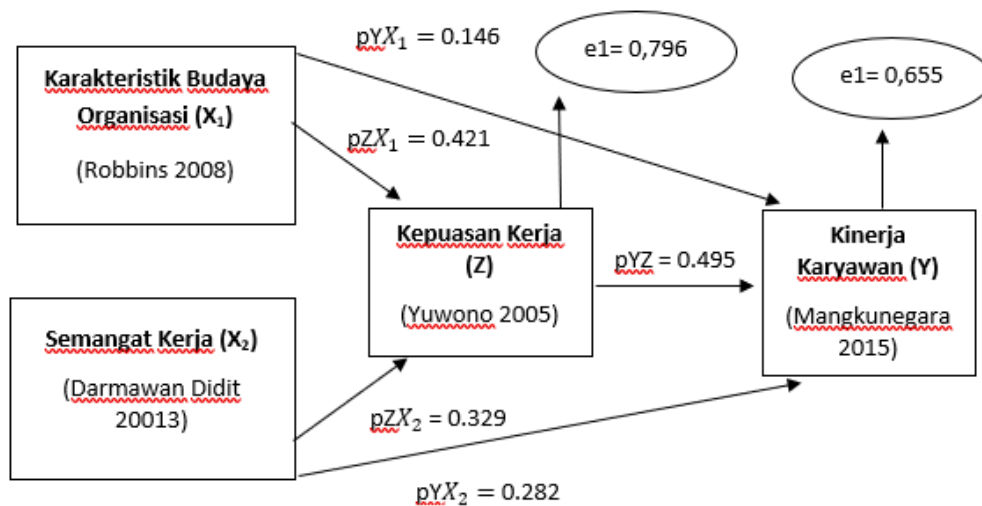 pYX₁ = 0.146
e1= 0,796
e1= 0,655
Karakteristik Budaya
Organisasi (X₁)
(Robbins 2008)
pZX₁ = 0.421
Kepuasan Kerja
(Z)
(Yuwono 2005)
pYZ = 0.495
Kinerja
Karyawan (Y)
(Mangkunegara
2015)
Semangat Kerja (X₂)
(Darmawan Didit
20013)
pZX₂ = 0.329
pYX₂ = 0.282